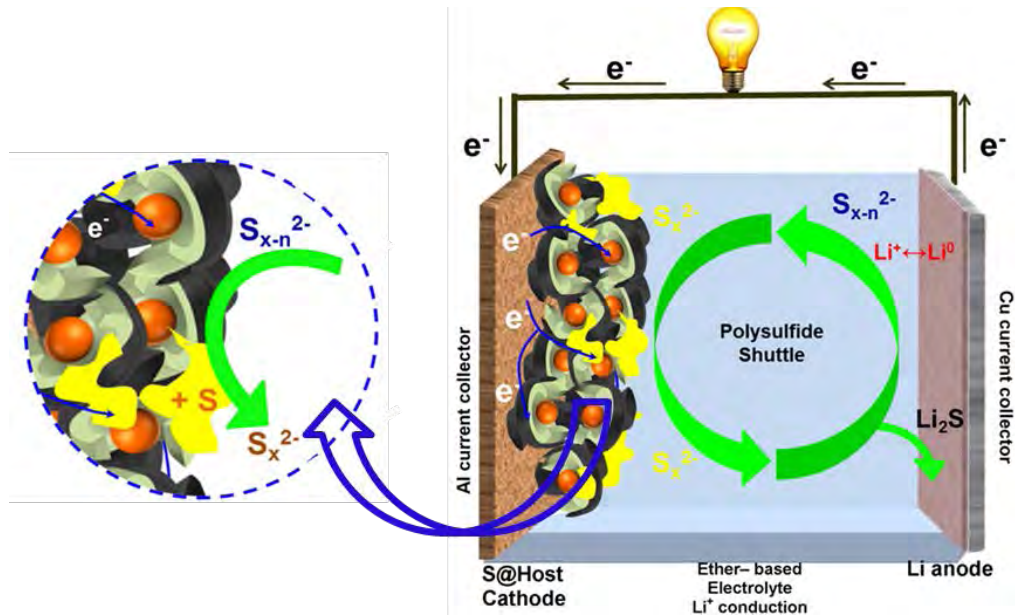 e⁻
e⁻
e⁻
e⁻
e⁻
Sₓ₋ₙ²⁻
+ S
Sₓ²⁻
Al current collector
e⁻
e⁻
e⁻
Sₓ²⁻
Sₓ₋ₙ²⁻
Li⁺↔Li⁰
Polysulfide
Shuttle
Sₓ²⁻
Li₂S
Cu current collector
S@Host
Cathode
Ether– based
Electrolyte
Li⁺ conduction
Li anode